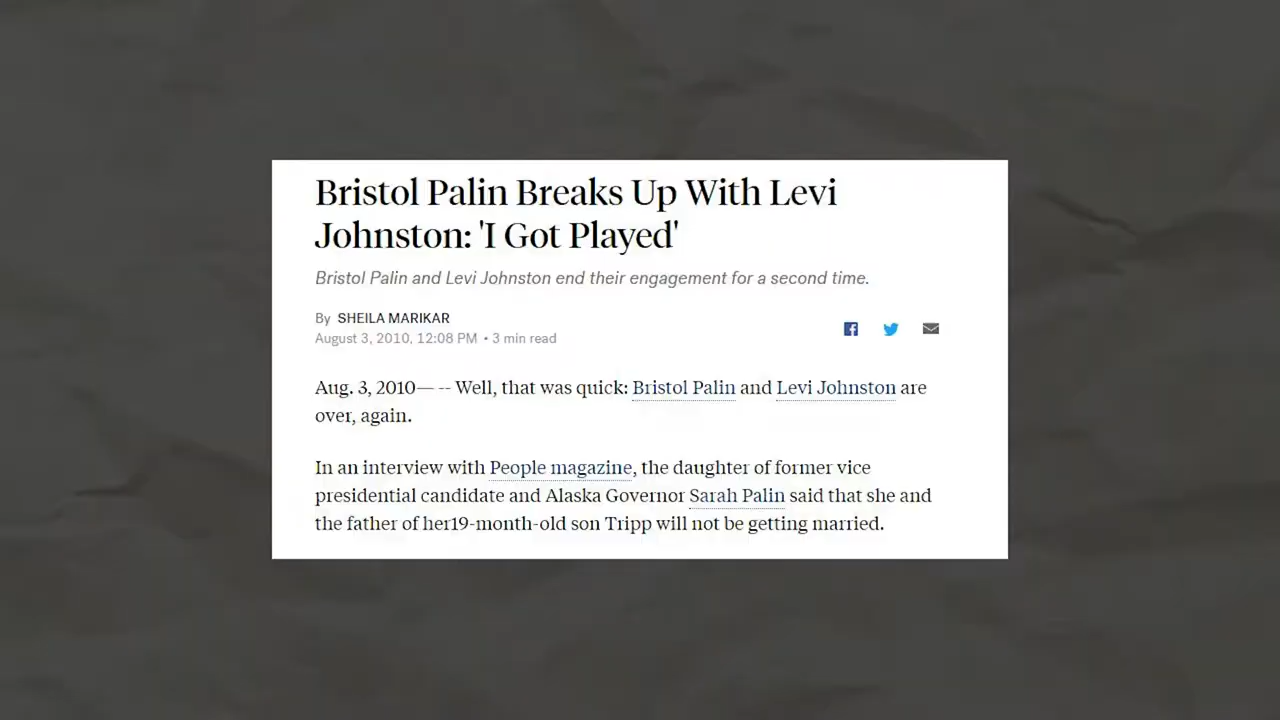 Bristol Palin Breaks Up With Levi
Johnston: 'I Got Played'
Bristol Palin and Levi Johnston end their engagement for a second time.
By SHEILA MARIKAR
August 3, 2010, 12:08 PM • 3 min read
Aug. 3, 2010— -- Well, that was quick: Bristol Palin and Levi Johnston are
over, again.
In an interview with People magazine, the daughter of former vice
presidential candidate and Alaska Governor Sarah Palin said that she and
the father of her19-month-old son Tripp will not be getting married.